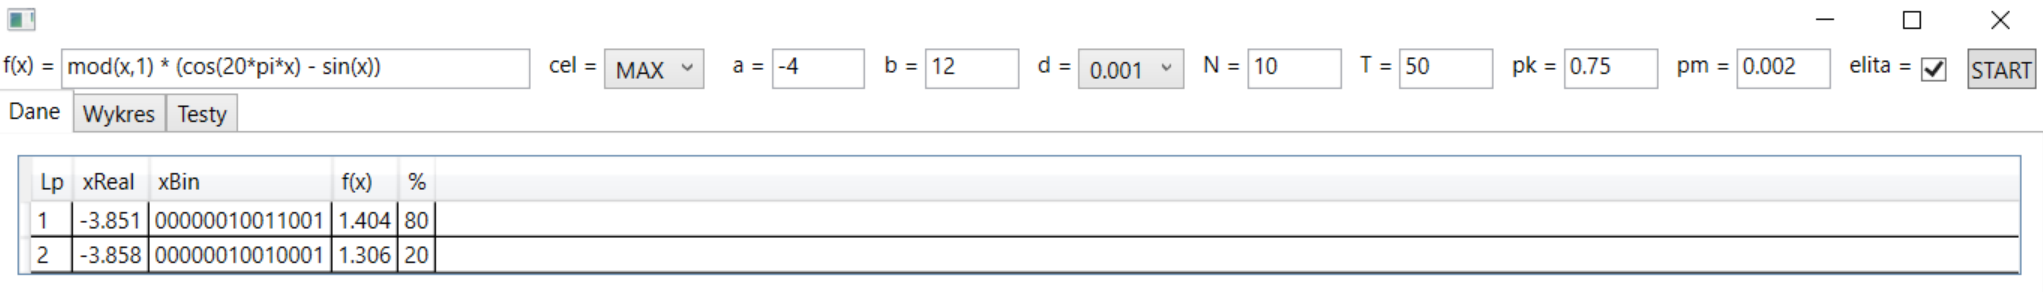 f(x) = mod(x,1) * (cos(20*pi*x) - sin(x)) cel = MAX a = -4 b = 12 d = 0.001 N = 10 T = 50 pk = 0.75 pm = 0.002 elita = START
Dane Wykres Testy
Lp xReal xBin f(x) %
1 -3.851 00000010011001 1.404 80
2 -3.858 00000010010001 1.306 20